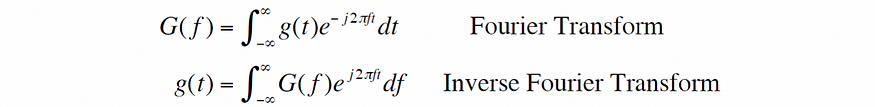 G(f) = ∫_{-∞}^{∞} g(t)e^{-j2πft} dt Fourier Transform
g(t) = ∫_{-∞}^{∞} G(f)e^{j2πft} df Inverse Fourier Transform